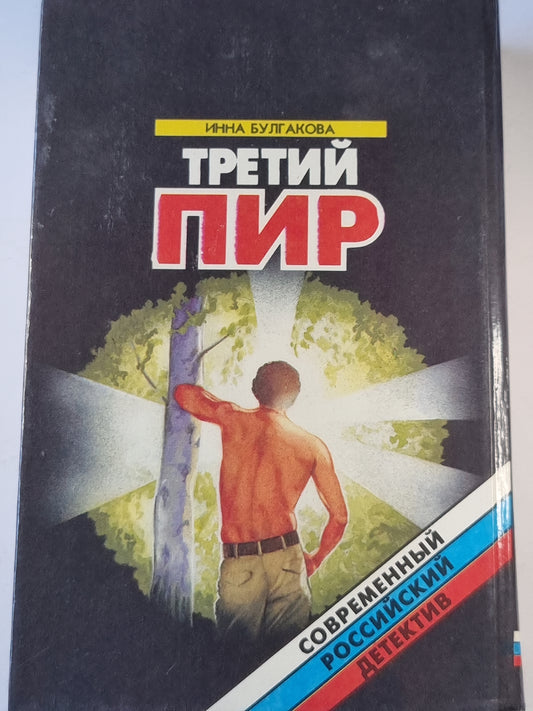 ИННА БУЛГАКОВА
ТРЕТИЙ
ПИР
СОВРЕМЕННЫЙ
РОССИЙСКИЙ
ДЕТЕКТИВ